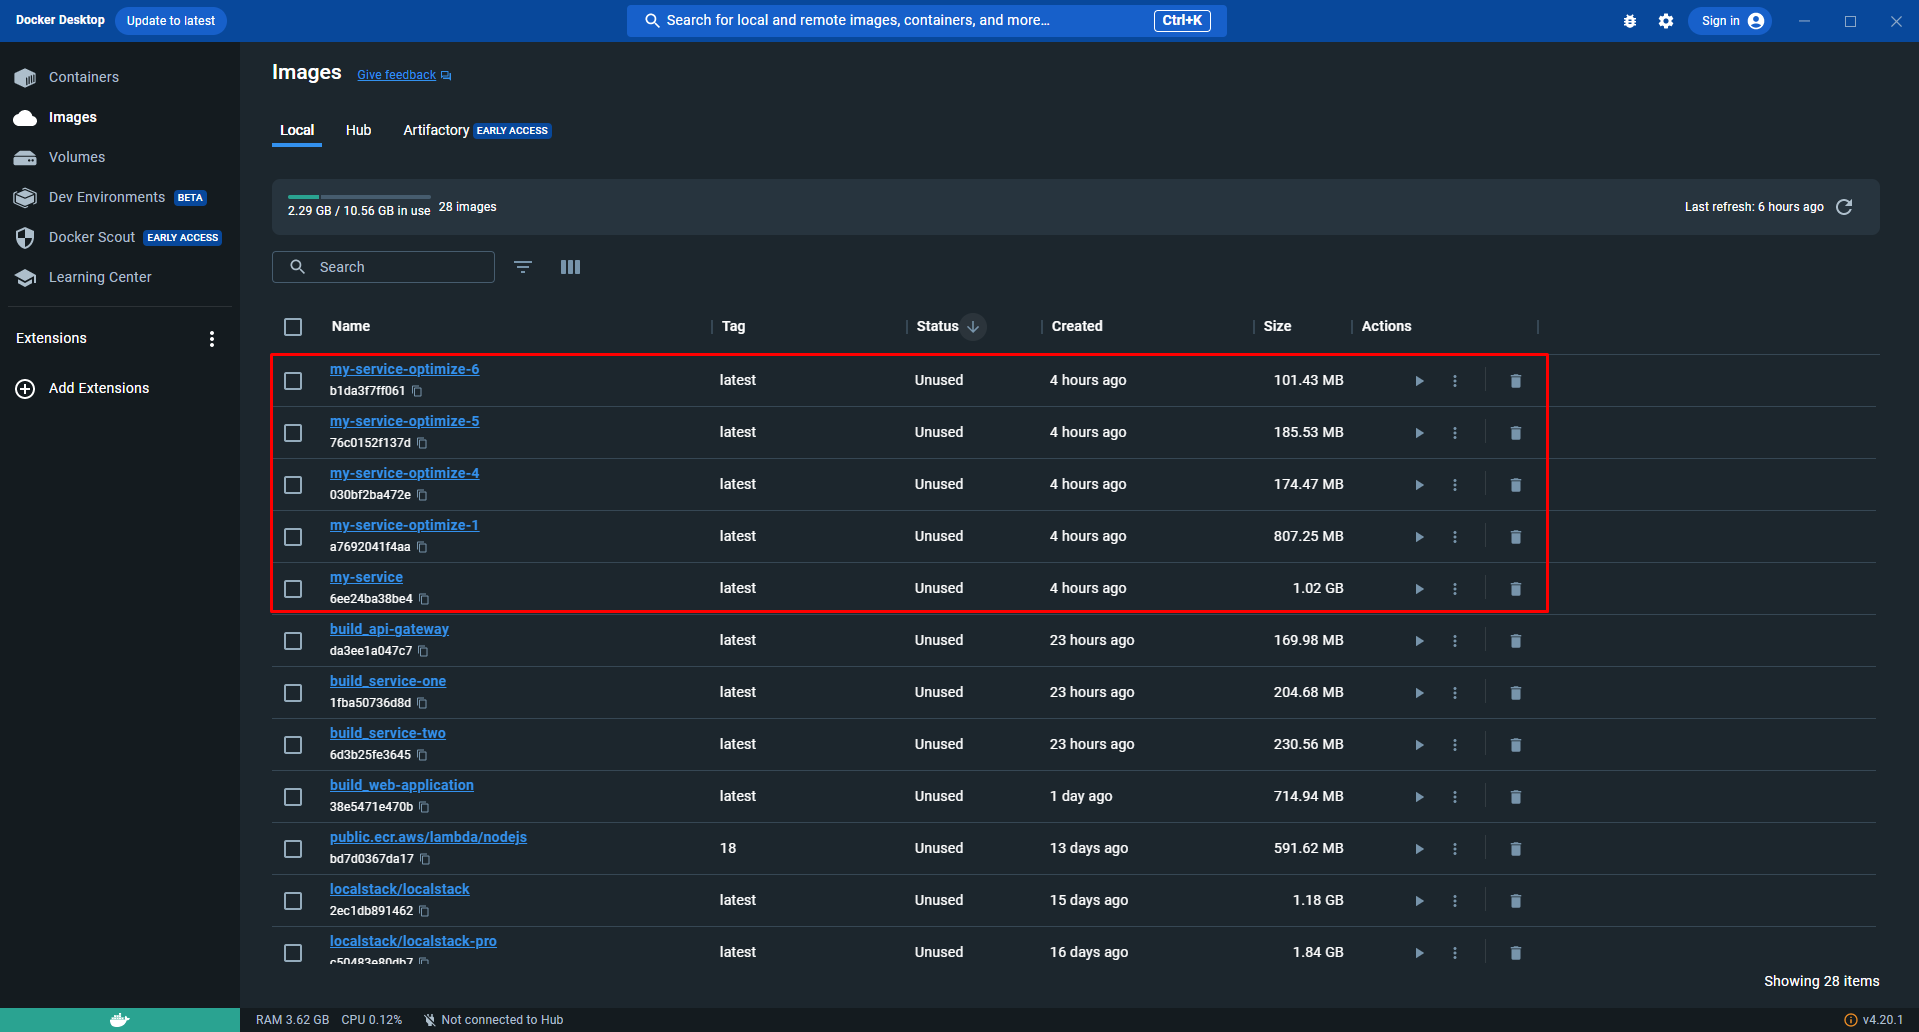 Docker Desktop
Update to latest
Search for local and remote images, containers, and more...
Ctrl+K
Sign in
Containers
Images
Volumes
Dev Environments BETA
Docker Scout EARLY ACCESS
Learning Center
Extensions
Add Extensions
Images Give feedback
Local Hub Artifactory EARLY ACCESS
2.29 GB / 10.56 GB in use 28 images
Last refresh: 6 hours ago
Search
Name Tag Status Created Size Actions
my-service-optimize-6
b1da3f7ff061
latest Unused 4 hours ago 101.43 MB
my-service-optimize-5
76c0152f137d
latest Unused 4 hours ago 185.53 MB
my-service-optimize-4
030bf2ba472e
latest Unused 4 hours ago 174.47 MB
my-service-optimize-1
a7692041f4aa
latest Unused 4 hours ago 807.25 MB
my-service
6ee24ba38be4
latest Unused 4 hours ago 1.02 GB
build_api-gateway
da3ee1a047c7
latest Unused 23 hours ago 169.98 MB
build_service-one
1fba50736d8d
latest Unused 23 hours ago 204.68 MB
build_service-two
6d3b25fe3645
latest Unused 23 hours ago 230.56 MB
build_web-application
38e5471e470b
latest Unused 1 day ago 714.94 MB
public.ecr.aws/lambda/nodejs
bd7d0367da17
18 Unused 13 days ago 591.62 MB
localstack/localstack
2ec1db891462
latest Unused 15 days ago 1.18 GB
localstack/localstack-pro
latest Unused 16 days ago 1.84 GB
Showing 28 items
RAM 3.62 GB CPU 0.12% Not connected to Hub
v4.20.1